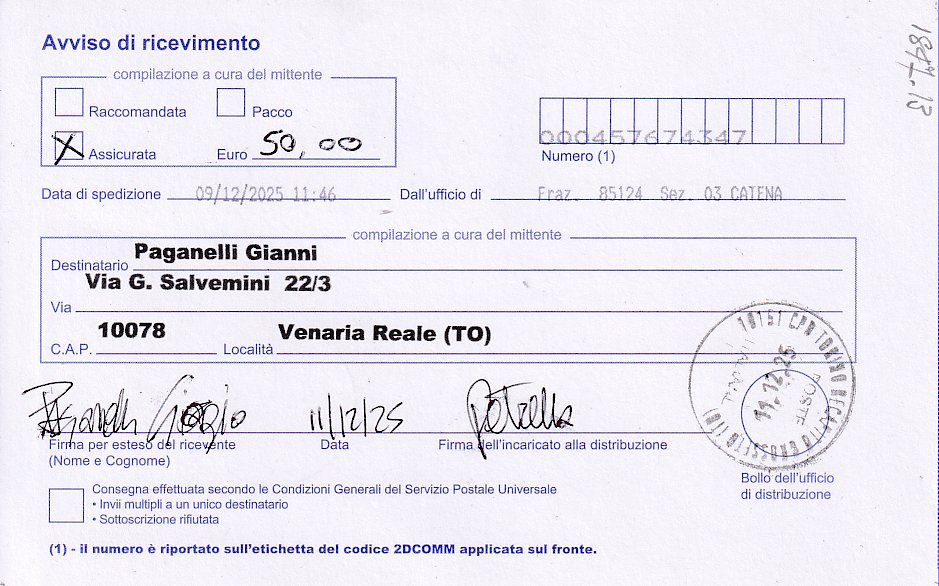 Avviso di ricevimento
1847.13
compilazione a cura del mittente
Raccomandata Pacco
Assicurata Euro 50,00
000457674347
Numero (1)
Data di spedizione 09/12/2025 11:46 Dall'ufficio di Fraz. 85124 Sez. 03 CATENA
compilazione a cura del mittente
Destinatario Paganelli Gianni
Via Via G. Salvemini 22/3
C.A.P. 10078 Località Venaria Reale (TO)
11/12/25
Firma per esteso del ricevente Data Firma dell'incaricato alla distribuzione
(Nome e Cognome)
11.12.25
POSTE
Bollo dell'ufficio
di distribuzione
Consegna effettuata secondo le Condizioni Generali del Servizio Postale Universale
• Invii multipli a un unico destinatario
• Sottoscrizione rifiutata
(1) - il numero è riportato sull'etichetta del codice 2DCOMM applicata sul fronte.